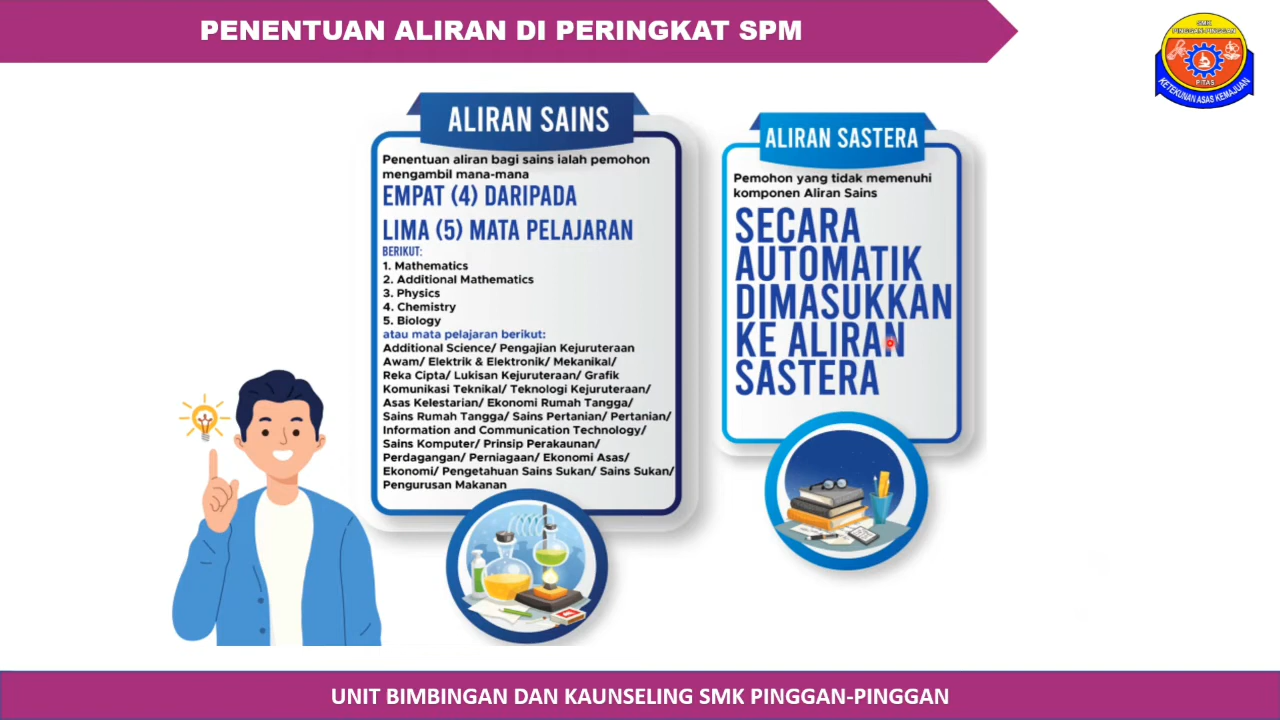 PENENTUAN ALIRAN DI PERINGKAT SPM
SMK
PINGGAN-PINGGAN
PITAS
KETEKUNAN ASAS KEMAJUAN
ALIRAN SAINS
Penentuan aliran bagi sains ialah pemohon
mengambil mana-mana
EMPAT (4) DARIPADA
LIMA (5) MATA PELAJARAN
BERIKUT:
1. Mathematics
2. Additional Mathematics
3. Physics
4. Chemistry
5. Biology
atau mata pelajaran berikut:
Additional Science/ Pengajian Kejuruteraan
Awam/ Elektrik & Elektronik/ Mekanikal/
Reka Cipta/ Lukisan Kejuruteraan/ Grafik
Komunikasi Teknikal/ Teknologi Kejuruteraan/
Asas Kelestarian/ Ekonomi Rumah Tangga/
Sains Rumah Tangga/ Sains Pertanian/ Pertanian/
Information and Communication Technology/
Sains Komputer/ Prinsip Perakaunan/
Perdagangan/ Perniagaan/ Ekonomi Asas/
Ekonomi/ Pengetahuan Sains Sukan/ Sains Sukan/
Pengurusan Makanan
ALIRAN SASTERA
Pemohon yang tidak memenuhi
komponen Aliran Sains
SECARA
AUTOMATIK
DIMASUKKAN
KE ALIRAN
SASTERA
UNIT BIMBINGAN DAN KAUNSELING SMK PINGGAN-PINGGAN